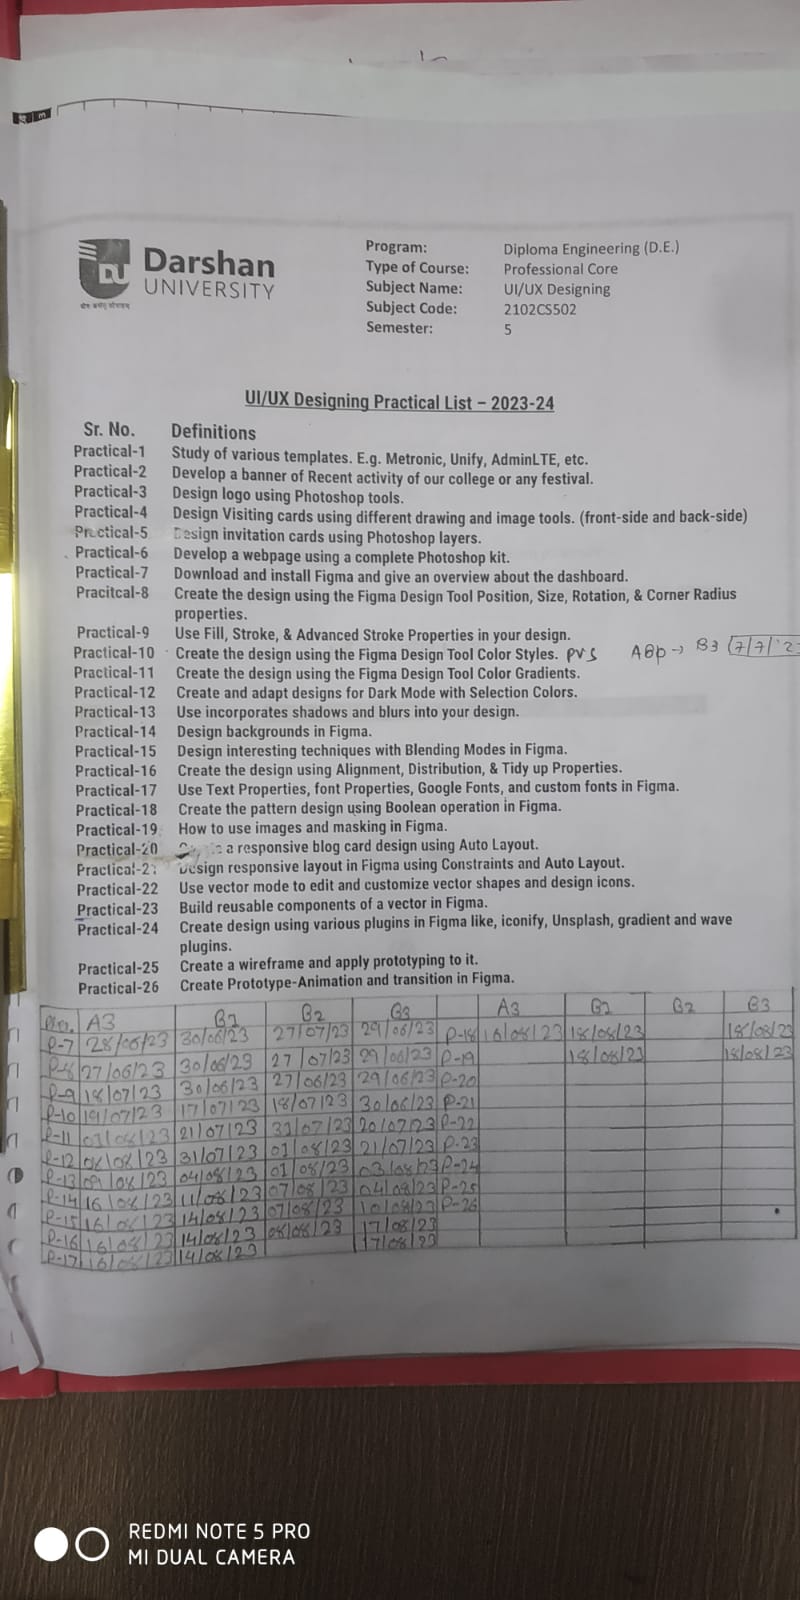 Darshan
UNIVERSITY
Program: Diploma Engineering (D.E.)
Type of Course: Professional Core
Subject Name: UI/UX Designing
Subject Code: 2102CS502
Semester: 5
UI/UX Designing Practical List – 2023-24
Sr. No. Definitions
Practical-1 Study of various templates. E.g. Metronic, Unify, AdminLTE, etc.
Practical-2 Develop a banner of Recent activity of our college or any festival.
Practical-3 Design logo using Photoshop tools.
Practical-4 Design Visiting cards using different drawing and image tools. (front-side and back-side)
Practical-5 Design invitation cards using Photoshop layers.
Practical-6 Develop a webpage using a complete Photoshop kit.
Practical-7 Download and install Figma and give an overview about the dashboard.
Pracitcal-8 Create the design using the Figma Design Tool Position, Size, Rotation, & Corner Radius
properties.
Practical-9 Use Fill, Stroke, & Advanced Stroke Properties in your design.
Practical-10 Create the design using the Figma Design Tool Color Styles. PVS ABP → B3 7/7/'23
Practical-11 Create the design using the Figma Design Tool Color Gradients.
Practical-12 Create and adapt designs for Dark Mode with Selection Colors.
Practical-13 Use incorporates shadows and blurs into your design.
Practical-14 Design backgrounds in Figma.
Practical-15 Design interesting techniques with Blending Modes in Figma.
Practical-16 Create the design using Alignment, Distribution, & Tidy up Properties.
Practical-17 Use Text Properties, font Properties, Google Fonts, and custom fonts in Figma.
Practical-18 Create the pattern design using Boolean operation in Figma.
Practical-19 How to use images and masking in Figma.
Practical-20 a responsive blog card design using Auto Layout.
Practical-21 Design responsive layout in Figma using Constraints and Auto Layout.
Practical-22 Use vector mode to edit and customize vector shapes and design icons.
Practical-23 Build reusable components of a vector in Figma.
Practical-24 Create design using various plugins in Figma like, iconify, Unsplash, gradient and wave
plugins.
Practical-25 Create a wireframe and apply prototyping to it.
Practical-26 Create Prototype-Animation and transition in Figma.
A3 B1 B2 B3 A3 B1 B2 B3
P-7 28/06/23 30/06/23 27/07/23 29/06/23 P-18 16/08/23 18/08/23 18/08/23
P-8 27/06/23 30/06/23 27/07/23 29/06/23 P-19 18/08/23 18/08/23
P-9 18/07/23 30/06/23 27/06/23 29/06/23 P-20
P-10 19/07/23 17/07/23 18/07/23 30/06/23 P-21
P-11 01/08/23 21/07/23 31/07/23 20/07/23 P-22
P-12 08/08/23 31/07/23 01/08/23 21/07/23 P-23
P-13 09/08/23 04/08/23 01/08/23 03/08/23 P-24
P-14 16/08/23 11/08/23 07/08/23 04/08/23 P-25
P-15 16/08/23 14/08/23 07/08/23 10/08/23 P-26
P-16 16/08/23 14/08/23 08/08/23 17/08/23
P-17 16/08/23 14/08/23 17/08/23
REDMI NOTE 5 PRO
MI DUAL CAMERA